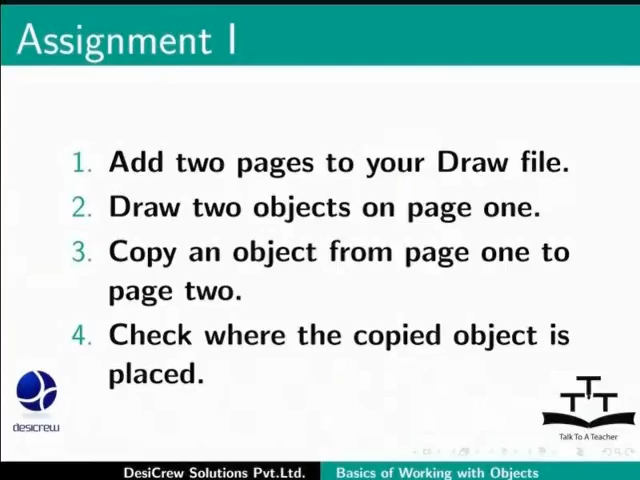 Assignment I
1. Add two pages to your Draw file.
2. Draw two objects on page one.
3. Copy an object from page one to
page two.
4. Check where the copied object is
placed.
desicrew
TTT
Talk To A Teacher
DesiCrew Solutions Pvt.Ltd. Basics of Working with Objects